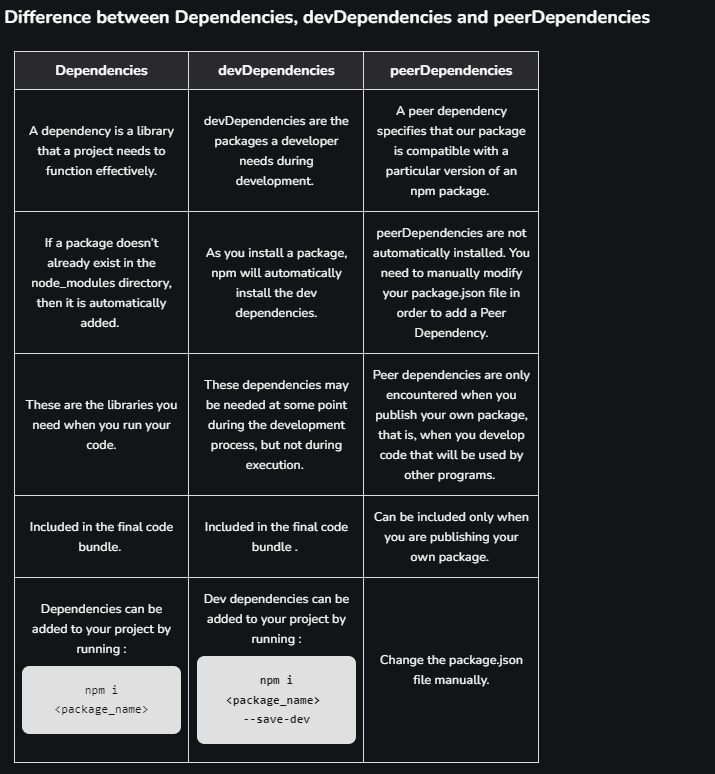 Difference between Dependencies, devDependencies and peerDependencies
Dependencies
devDependencies
peerDependencies
A dependency is a library
that a project needs to
function effectively.
devDependencies are the
packages a developer
needs during
development.
A peer dependency
specifies that our package
is compatible with a
particular version of an
npm package.
If a package doesn’t
already exist in the
node_modules directory,
then it is automatically
added.
As you install a package,
npm will automatically
install the dev
dependencies.
peerDependencies are not
automatically installed. You
need to manually modify
your package.json file in
order to add a Peer
Dependency.
These are the libraries you
need when you run your
code.
These dependencies may
be needed at some point
during the development
process, but not during
execution.
Peer dependencies are only
encountered when you
publish your own package,
that is, when you develop
code that will be used by
other programs.
Included in the final code
bundle.
Included in the final code
bundle .
Can be included only when
you are publishing your
own package.
Dependencies can be
added to your project by
running :
npm i
<package_name>
Dev dependencies can be
added to your project by
running :
npm i
<package_name>
--save-dev
Change the package.json
file manually.